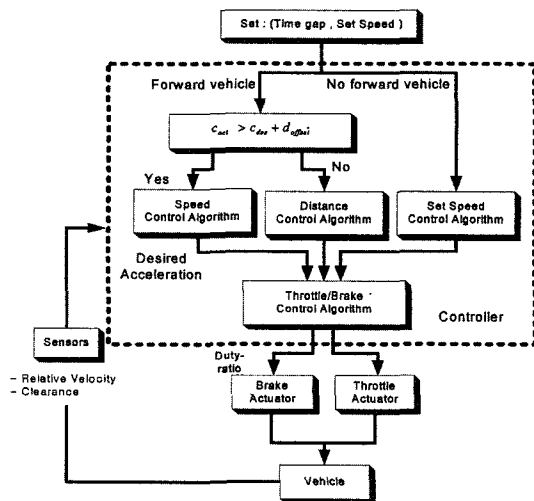 Set : (Time gap , Set Speed )
Forward vehicle
No forward vehicle
c_act > c_des + d_offset
Yes
No
Speed
Control Algorithm
Distance
Control Algorithm
Set Speed
Control Algorithm
Desired
Acceleration
Throttle/Brake
Control Algorithm
Controller
Sensors
– Relative Velocity
– Clearance
Duty-
ratio
Brake
Actuator
Throttle
Actuator
Vehicle